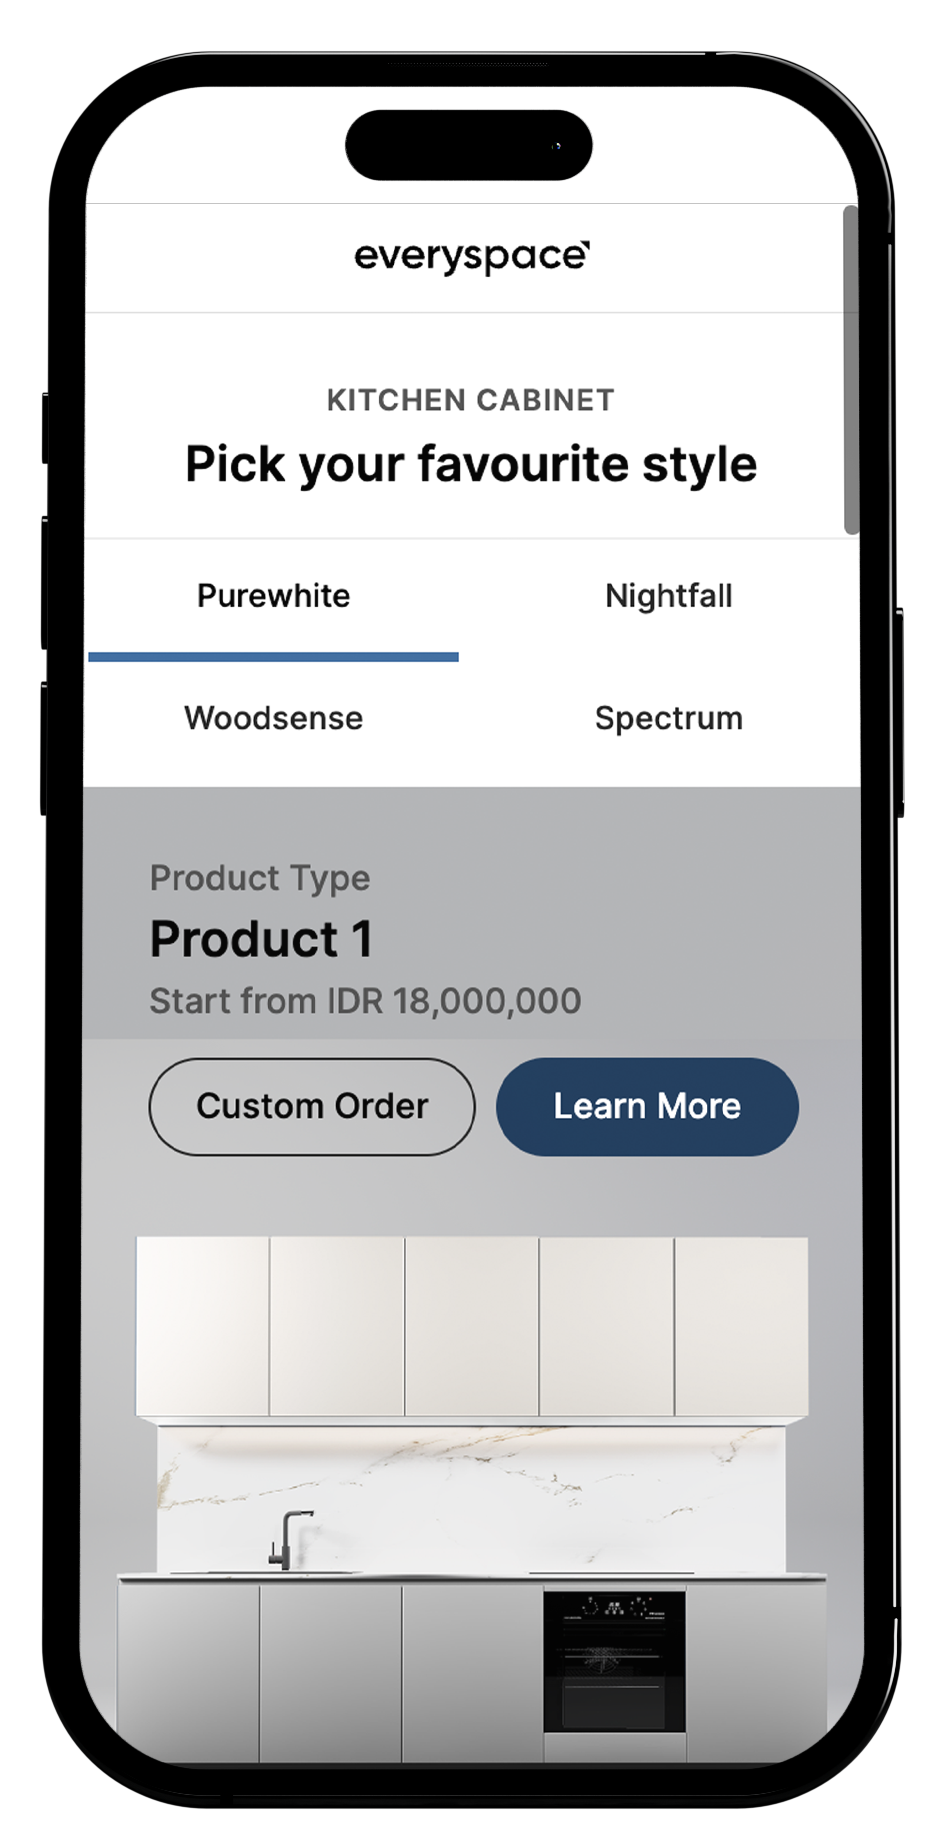 everyspace
KITCHEN CABINET
Pick your favourite style
Purewhite
Nightfall
Woodsense
Spectrum
Product Type
Product 1
Start from IDR 18,000,000
Custom Order
Learn More